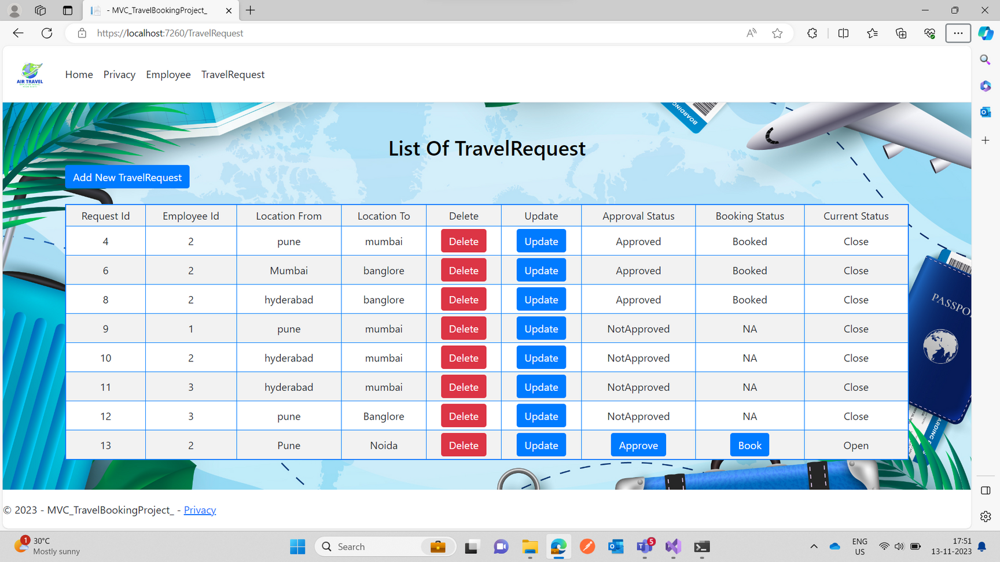 - MVC_TravelBookingProject_
https://localhost:7260/TravelRequest
AIR TRAVEL
Home Privacy Employee TravelRequest
BOARDING
List Of TravelRequest
Add New TravelRequest
Request Id Employee Id Location From Location To Delete Update Approval Status Booking Status Current Status
4 2 pune mumbai Delete Update Approved Booked Close
6 2 Mumbai banglore Delete Update Approved Booked Close
8 2 hyderabad banglore Delete Update Approved Booked Close
9 1 pune mumbai Delete Update NotApproved NA Close
10 2 hyderabad mumbai Delete Update NotApproved NA Close
11 3 hyderabad mumbai Delete Update NotApproved NA Close
12 3 pune Banglore Delete Update NotApproved NA Close
13 2 Pune Noida Delete Update Approve Book Open
PASSPO
© 2023 - MVC_TravelBookingProject_ - Privacy
1
30°C
Mostly sunny
Search
5
ENG
US
17:51
13-11-2023